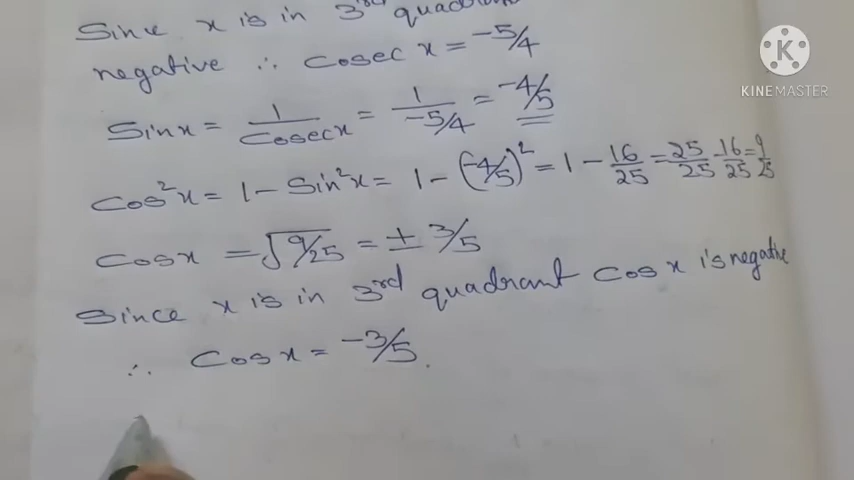 Since x is in 3rd quadrant
negative ∴ Cosec x = -5/4
Sin x = 1/Cosec x = 1/-5/4 = -4/5
Cos²x = 1 - Sin²x = 1 - (-4/5)² = 1 - 16/25 = 25/25 - 16/25 = 9/25
Cos x = √9/25 = ± 3/5
Since x is in 3rd quadrant Cos x is negative
∴ Cos x = -3/5.
K
KINEMASTER